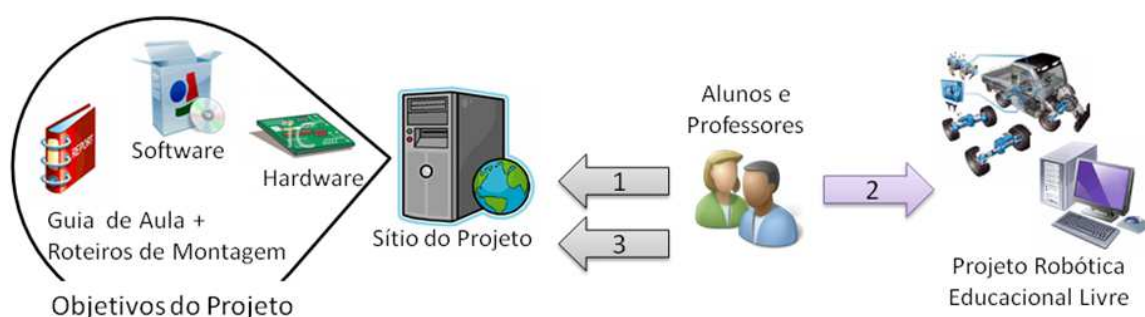 REPORT
Software
Hardware
Guia de Aula +
Roteiros de Montagem
Objetivos do Projeto
Sítio do Projeto
1
3
Alunos e
Professores
2
Projeto Robótica
Educacional Livre